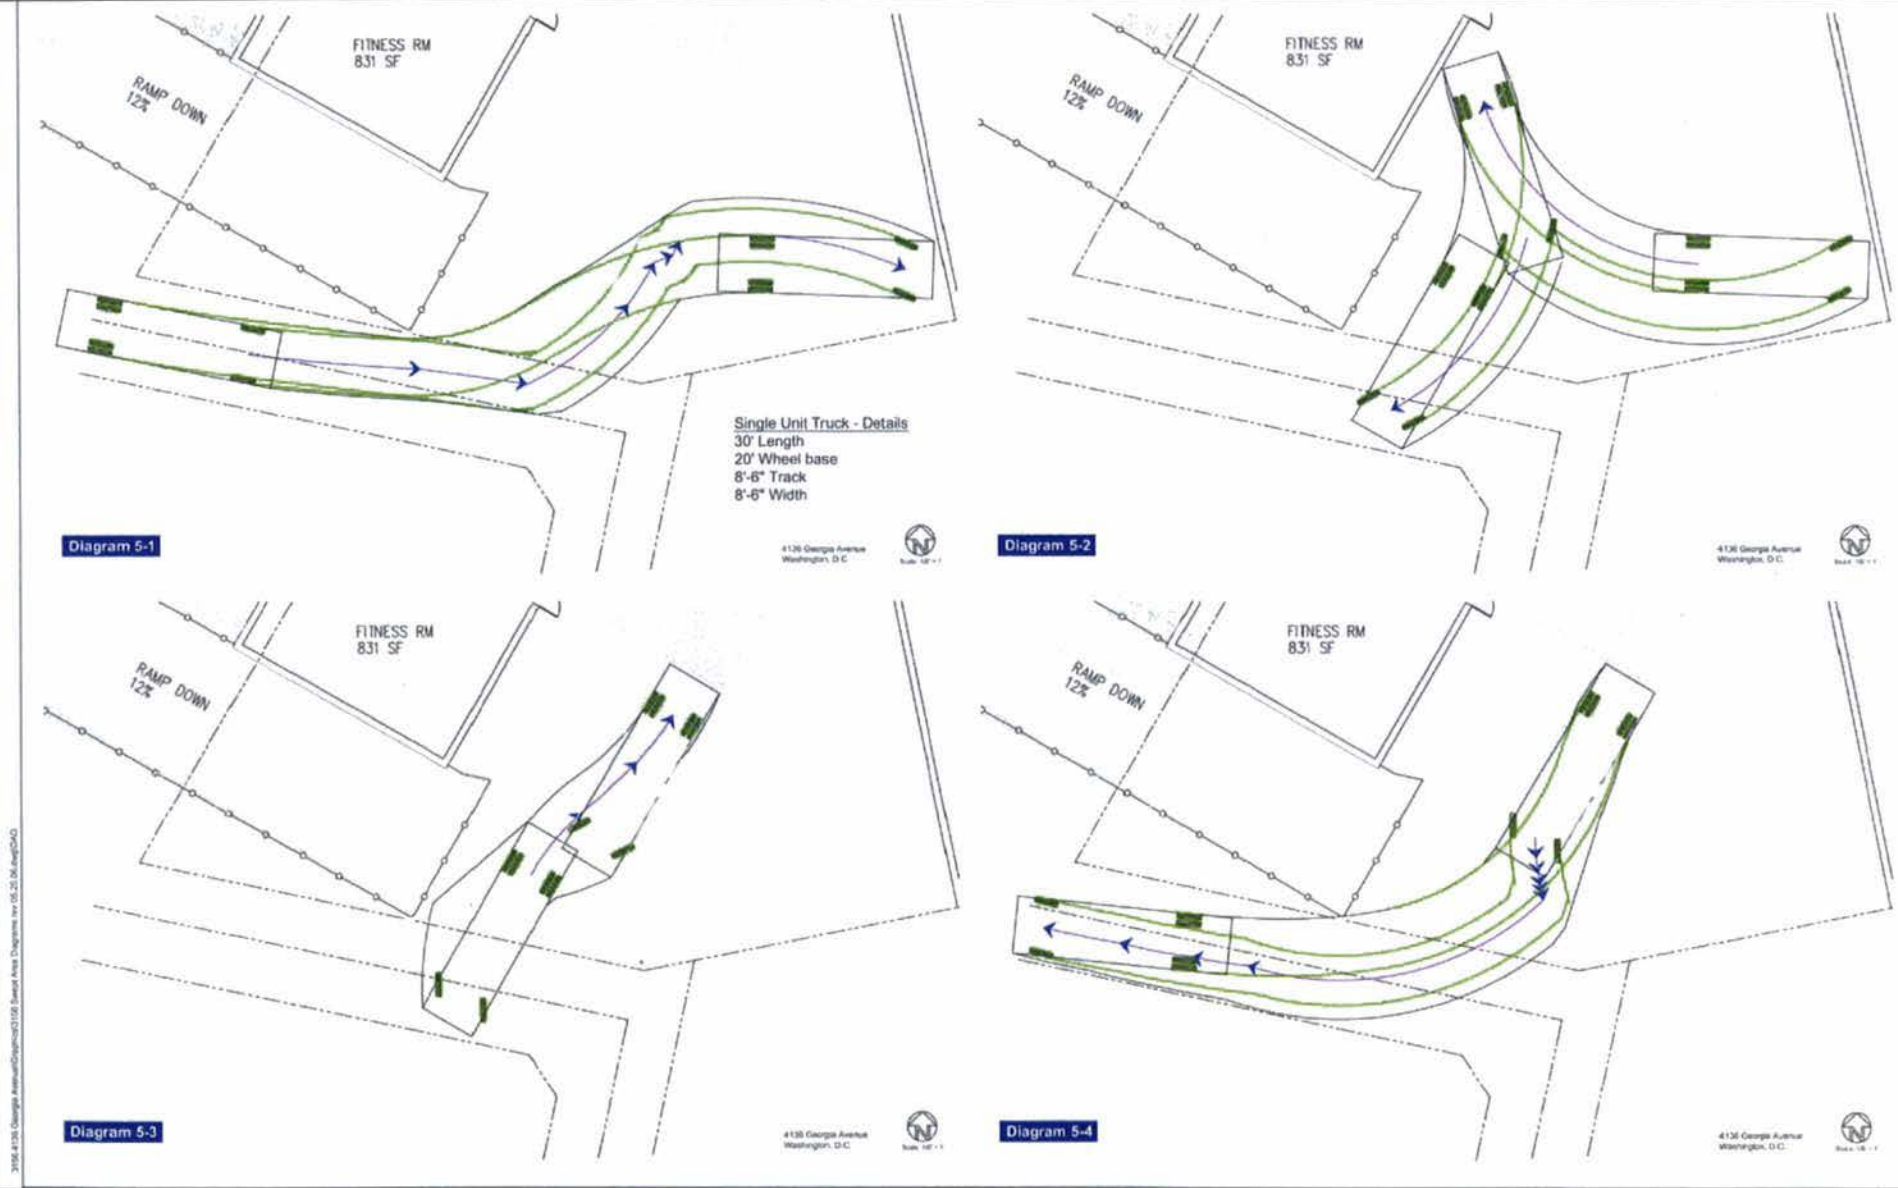 FITNESS RM
831 SF
RAMP DOWN
12%
Single Unit Truck - Details
30' Length
20' Wheel base
8'-6" Track
8'-6" Width
Diagram 5-1
4136 Georgia Avenue
Washington, D.C.
N
FITNESS RM
831 SF
RAMP DOWN
12%
Diagram 5-2
4136 Georgia Avenue
Washington, D.C.
N
FITNESS RM
831 SF
RAMP DOWN
12%
Diagram 5-3
4136 Georgia Avenue
Washington, D.C.
N
FITNESS RM
831 SF
RAMP DOWN
12%
Diagram 5-4
4136 Georgia Avenue
Washington, D.C.
N